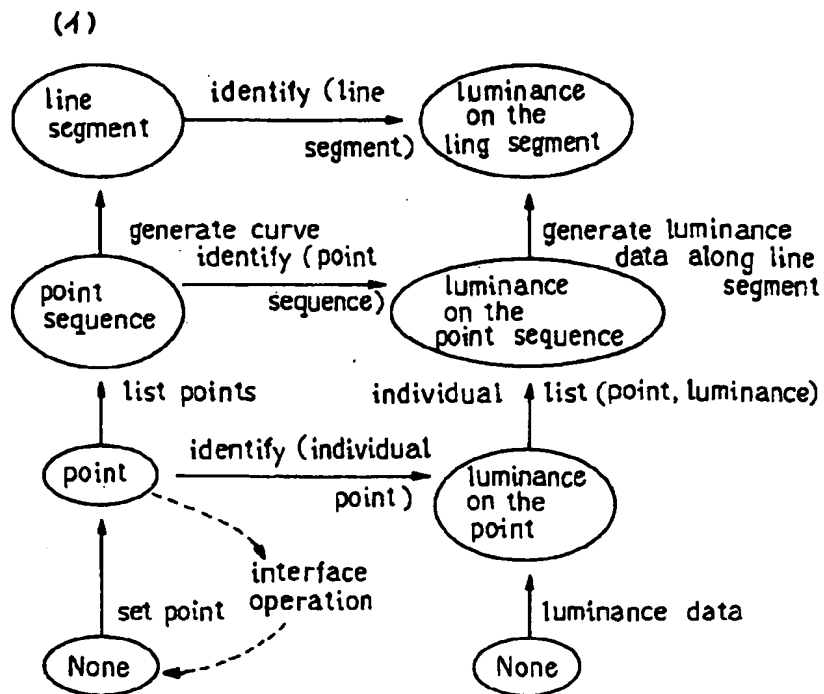 (1)
line
segment
identify (line
segment)
luminance
on the
ling segment
generate curve
generate luminance
data along line
segment
point
sequence
identify (point
sequence)
luminance
on the
point sequence
list points
individual list (point, luminance)
point
identify (individual
point)
luminance
on the
point
interface
operation
set point
luminance data
None
None